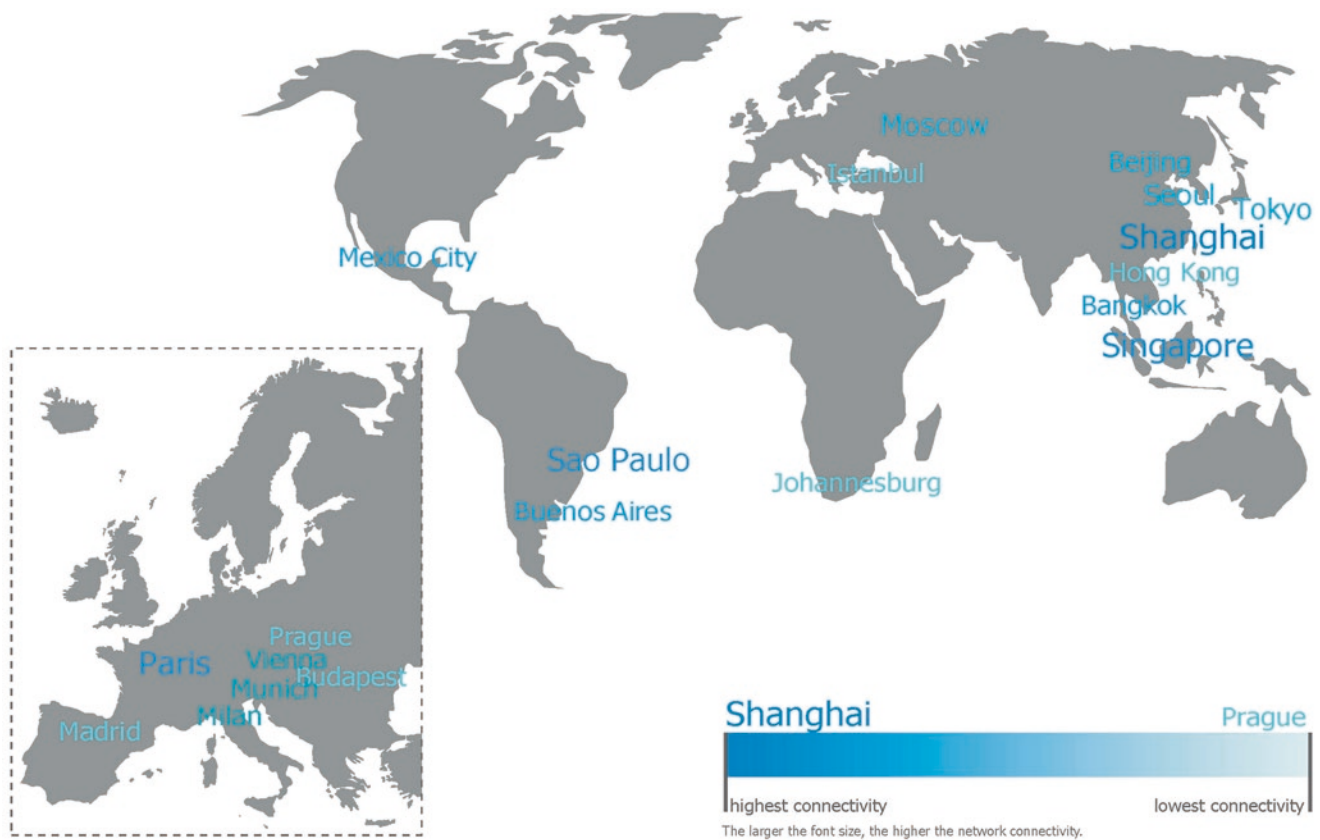 Moscow
Istanbul
Beijing
Seoul
Tokyo
Shanghai
Mexico City
Hong Kong
Bangkok
Singapore
Sao Paulo
Johannesburg
Buenos Aires
Prague
Vienna
Paris
Budapest
Munich
Milan
Madrid
Shanghai Prague
highest connectivity lowest connectivity
The larger the font size, the higher the network connectivity.